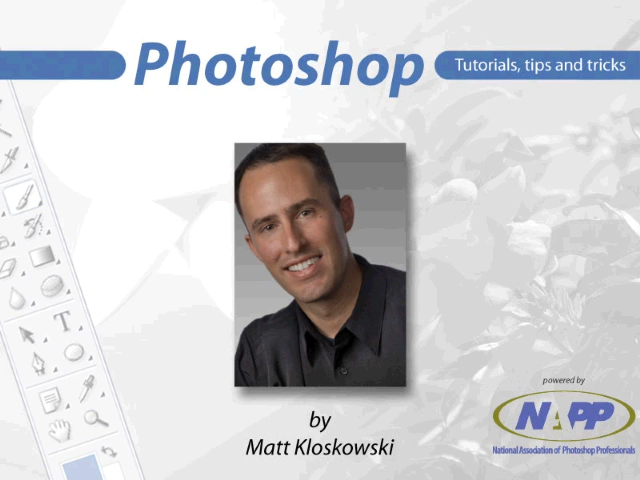 Photoshop
Tutorials, tips and tricks
T
by
Matt Kloskowski
powered by
NAPP
National Association of Photoshop Professionals